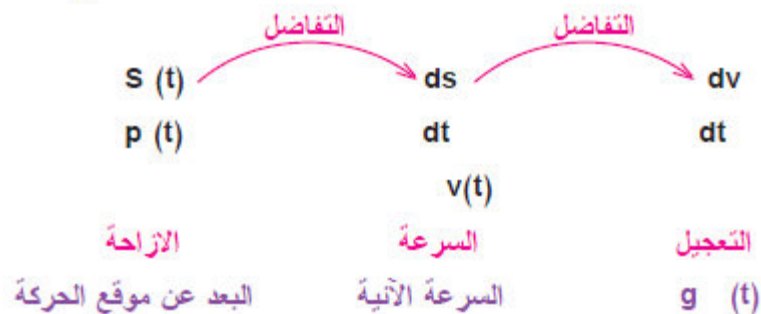 التفاضل التفاضل
S (t) ds dv
p (t) dt dt
v(t)
الازاحة السرعة التعجيل
البعد عن موقع الحركة السرعة الآنية g (t)